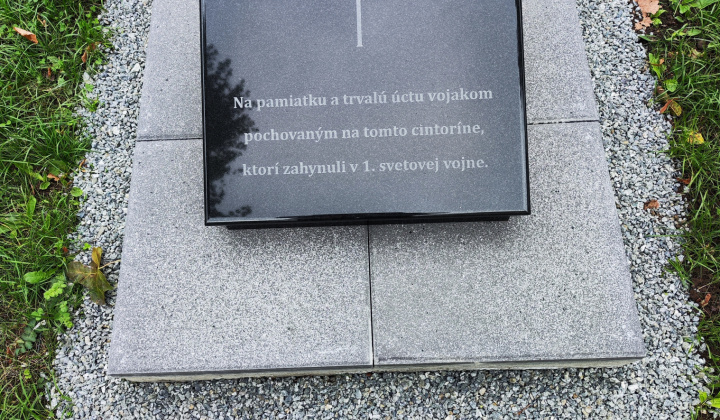 Na pamiatku a trvalú úctu vojakom
pochovaným na tomto cintoríne,
ktorí zahynuli v 1. svetovej vojne.